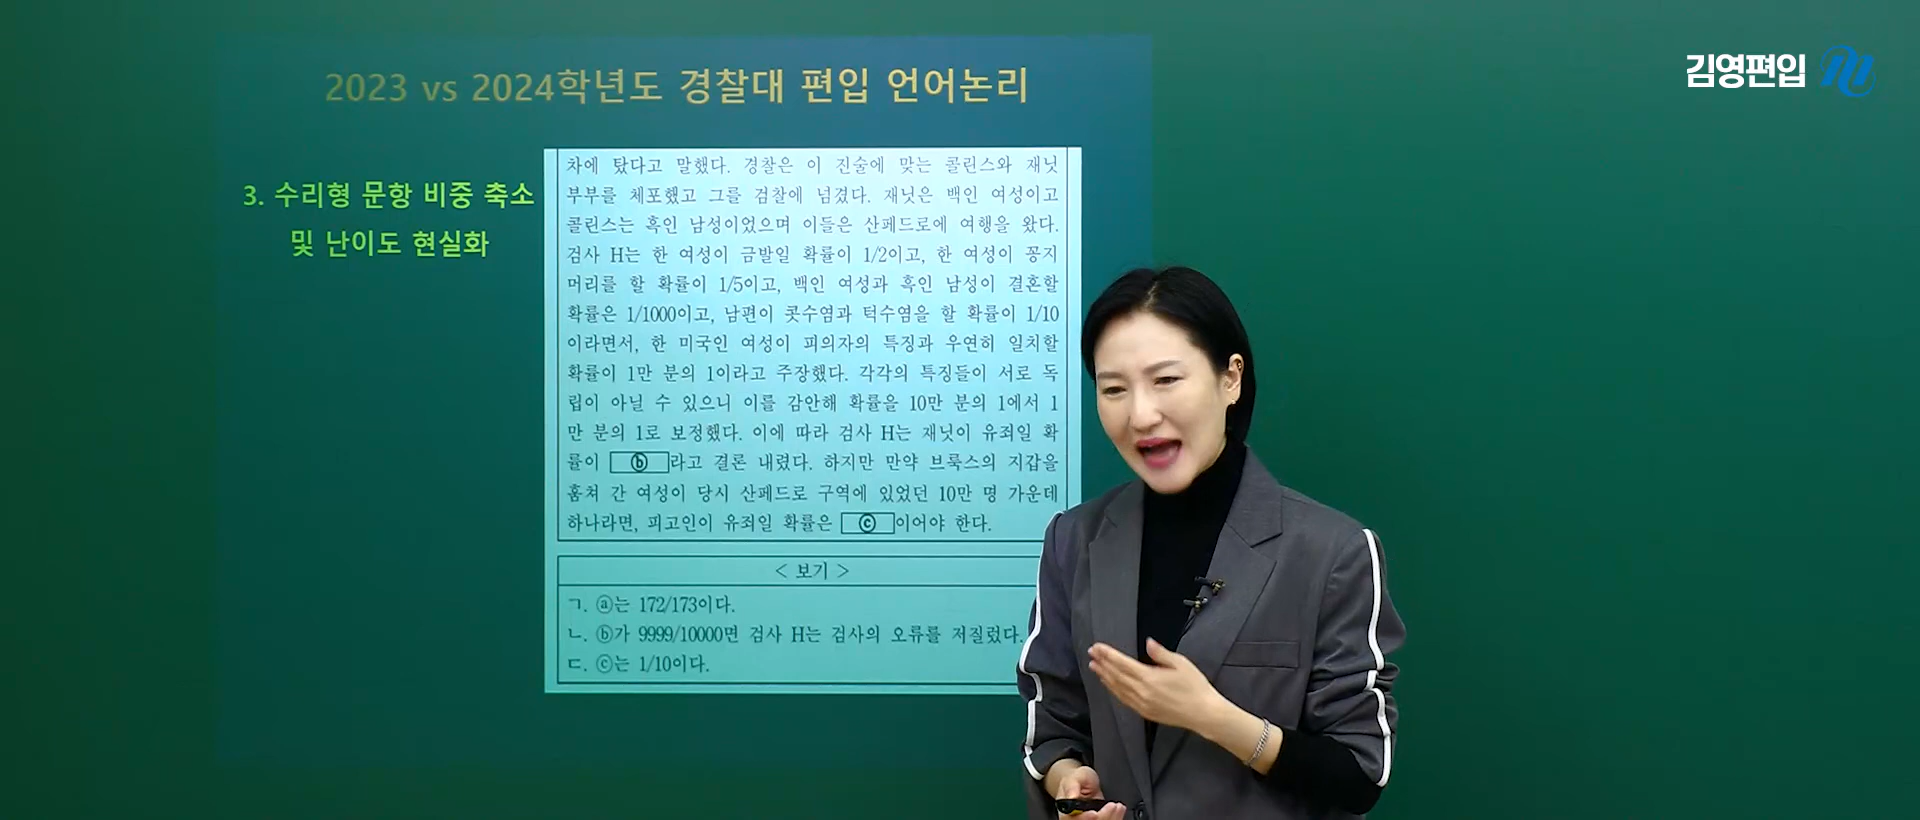 2023 vs 2024학년도 경찰대 편입 언어논리
김영편입
3. 수리형 문항 비중 축소
및 난이도 현실화
차에 탔다고 말했다. 경찰은 이 진술에 맞는 콜린스와 재닛
부부를 체포했고 그를 검찰에 넘겼다. 재닛은 백인 여성이고
콜린스는 흑인 남성이었으며 이들은 산페드로에 여행을 왔다.
검사 H는 한 여성이 금발일 확률이 1/2이고, 한 여성이 꽁지
머리를 할 확률이 1/5이고, 백인 여성과 흑인 남성이 결혼할
확률은 1/1000이고, 남편이 콧수염과 턱수염을 할 확률이 1/10
이라면서, 한 미국인 여성이 피의자의 특징과 우연히 일치할
확률이 1만 분의 1이라고 주장했다. 각각의 특징들이 서로 독
립이 아닐 수 있으니 이를 감안해 확률을 10만 분의 1에서 1
만 분의 1로 보정했다. 이에 따라 검사 H는 재닛이 유죄일 확
률이 ⓑ라고 결론 내렸다. 하지만 만약 브룩스의 지갑을
훔쳐 간 여성이 당시 산페드로 구역에 있었던 10만 명 가운데
하나라면, 피고인이 유죄일 확률은 ⓒ이어야 한다.
< 보기 >
ㄱ. ⓐ는 172/173이다.
ㄴ. ⓑ가 9999/10000면 검사 H는 검사의 오류를 저질렀다.
ㄷ. ⓒ는 1/10이다.